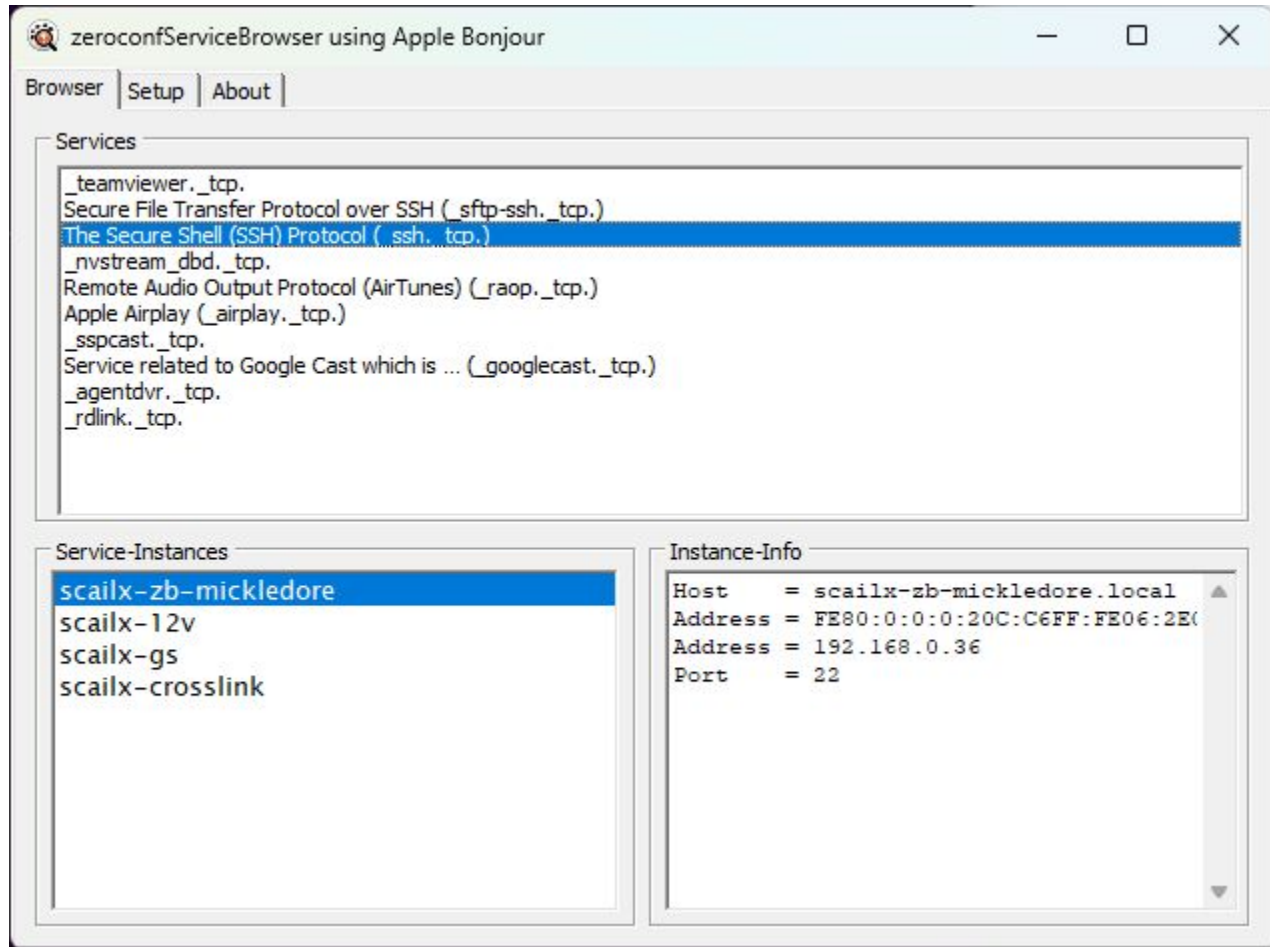 zeroconfServiceBrowser using Apple Bonjour
Browser Setup About
Services
_teamviewer._tcp.
Secure File Transfer Protocol over SSH (_sftp-ssh._tcp.)
The Secure Shell (SSH) Protocol (_ssh._tcp.)
_nvstream_dbd._tcp.
Remote Audio Output Protocol (AirTunes) (_raop._tcp.)
Apple Airplay (_airplay._tcp.)
_sspcast._tcp.
Service related to Google Cast which is ... (_googlecast._tcp.)
_agentdvr._tcp.
_rdlink._tcp.
Service-Instances
scailx-zb-mickledore
scailx-12v
scailx-gs
scailx-crosslink
Instance-Info
Host = scailx-zb-mickledore.local
Address = FE80:0:0:0:20C:C6FF:FE06:2E
Address = 192.168.0.36
Port = 22